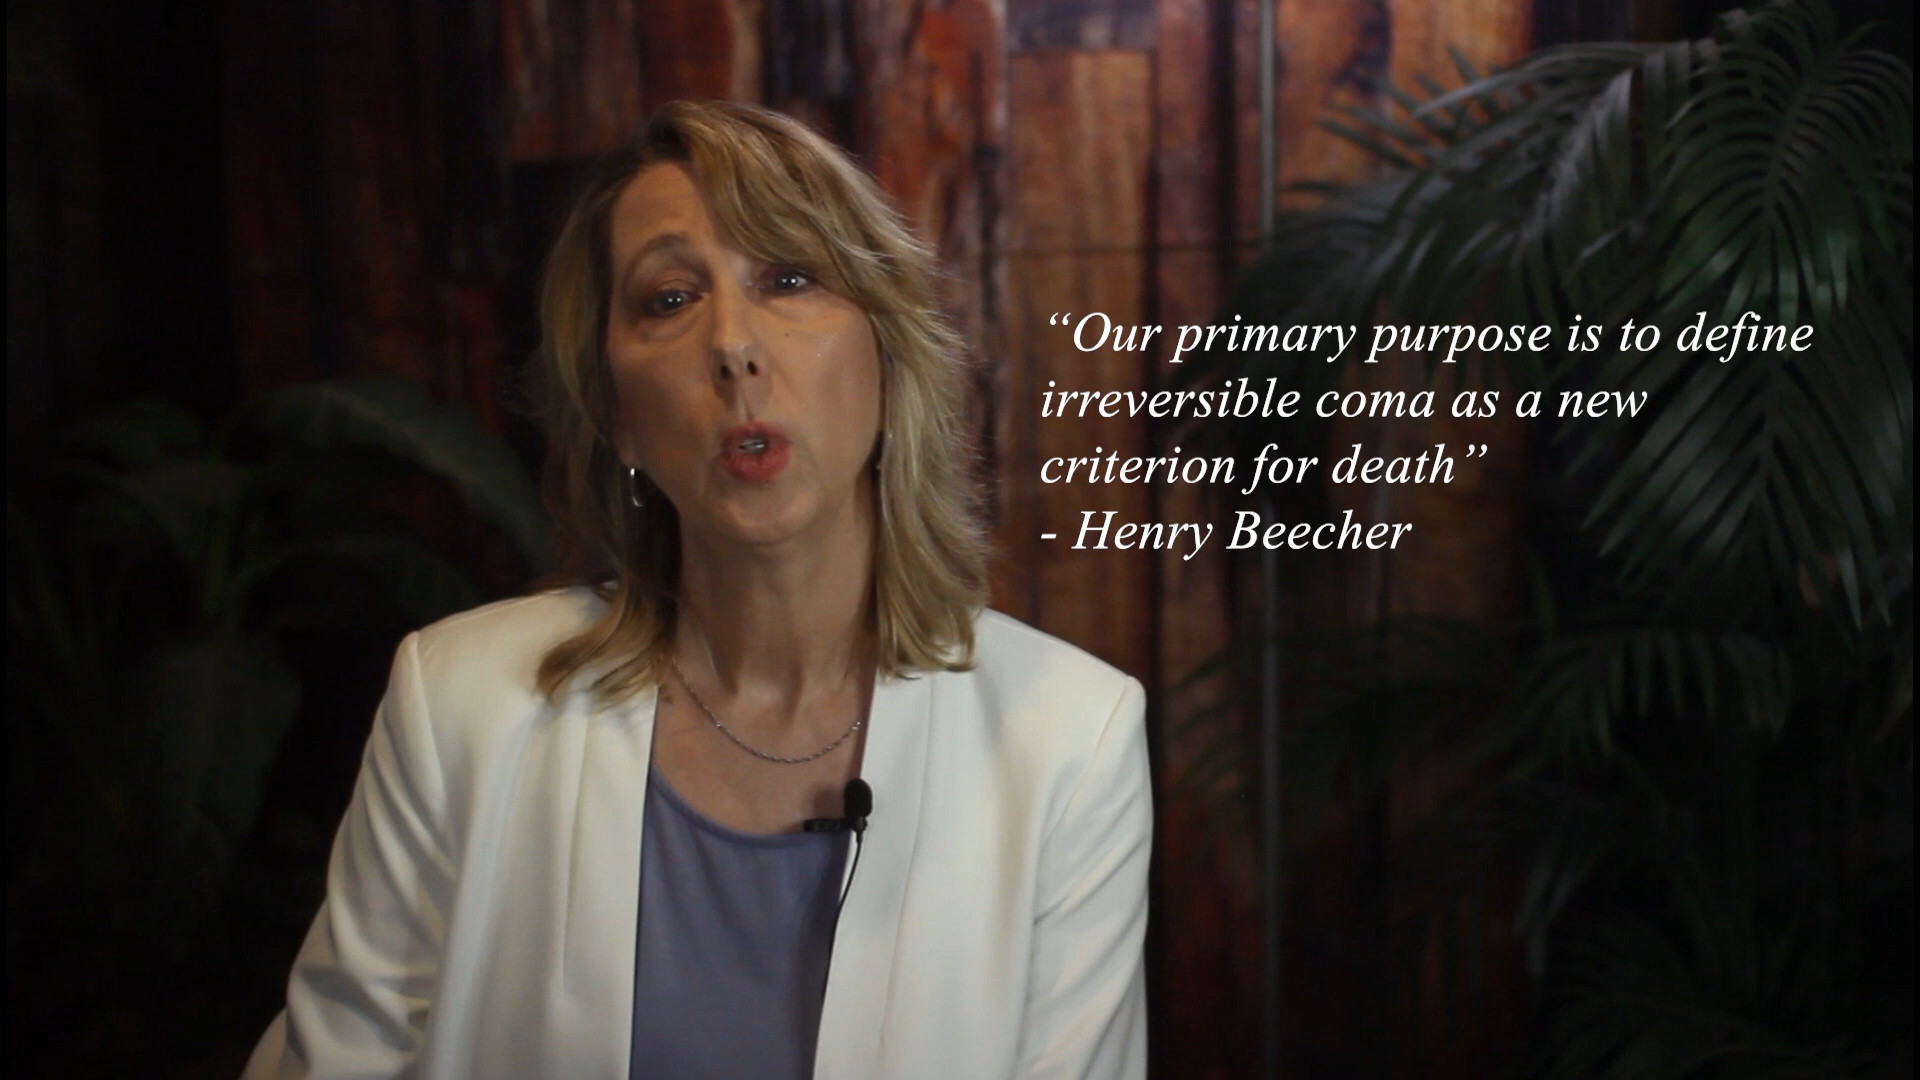 “Our primary purpose is to define
irreversible coma as a new
criterion for death”
- Henry Beecher